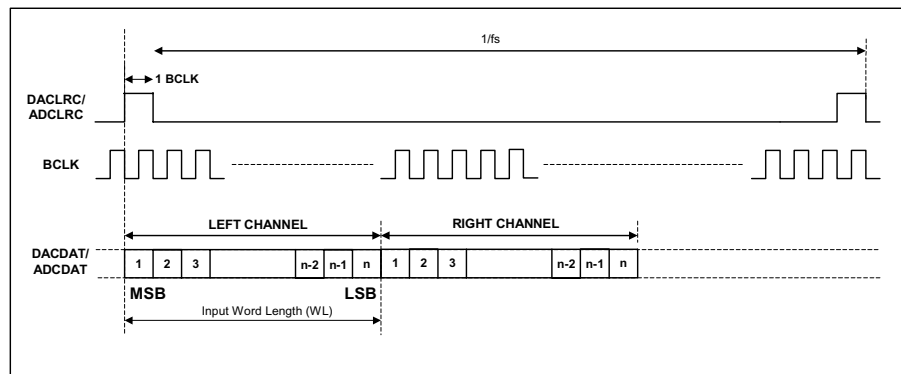 1/fs
1 BCLK
DACLRC/
ADCLRC
BCLK
LEFT CHANNEL
RIGHT CHANNEL
DACDAT/
ADCDAT
1 2 3 n-2 n-1 n 1 2 3 n-2 n-1 n
MSB LSB
Input Word Length (WL)